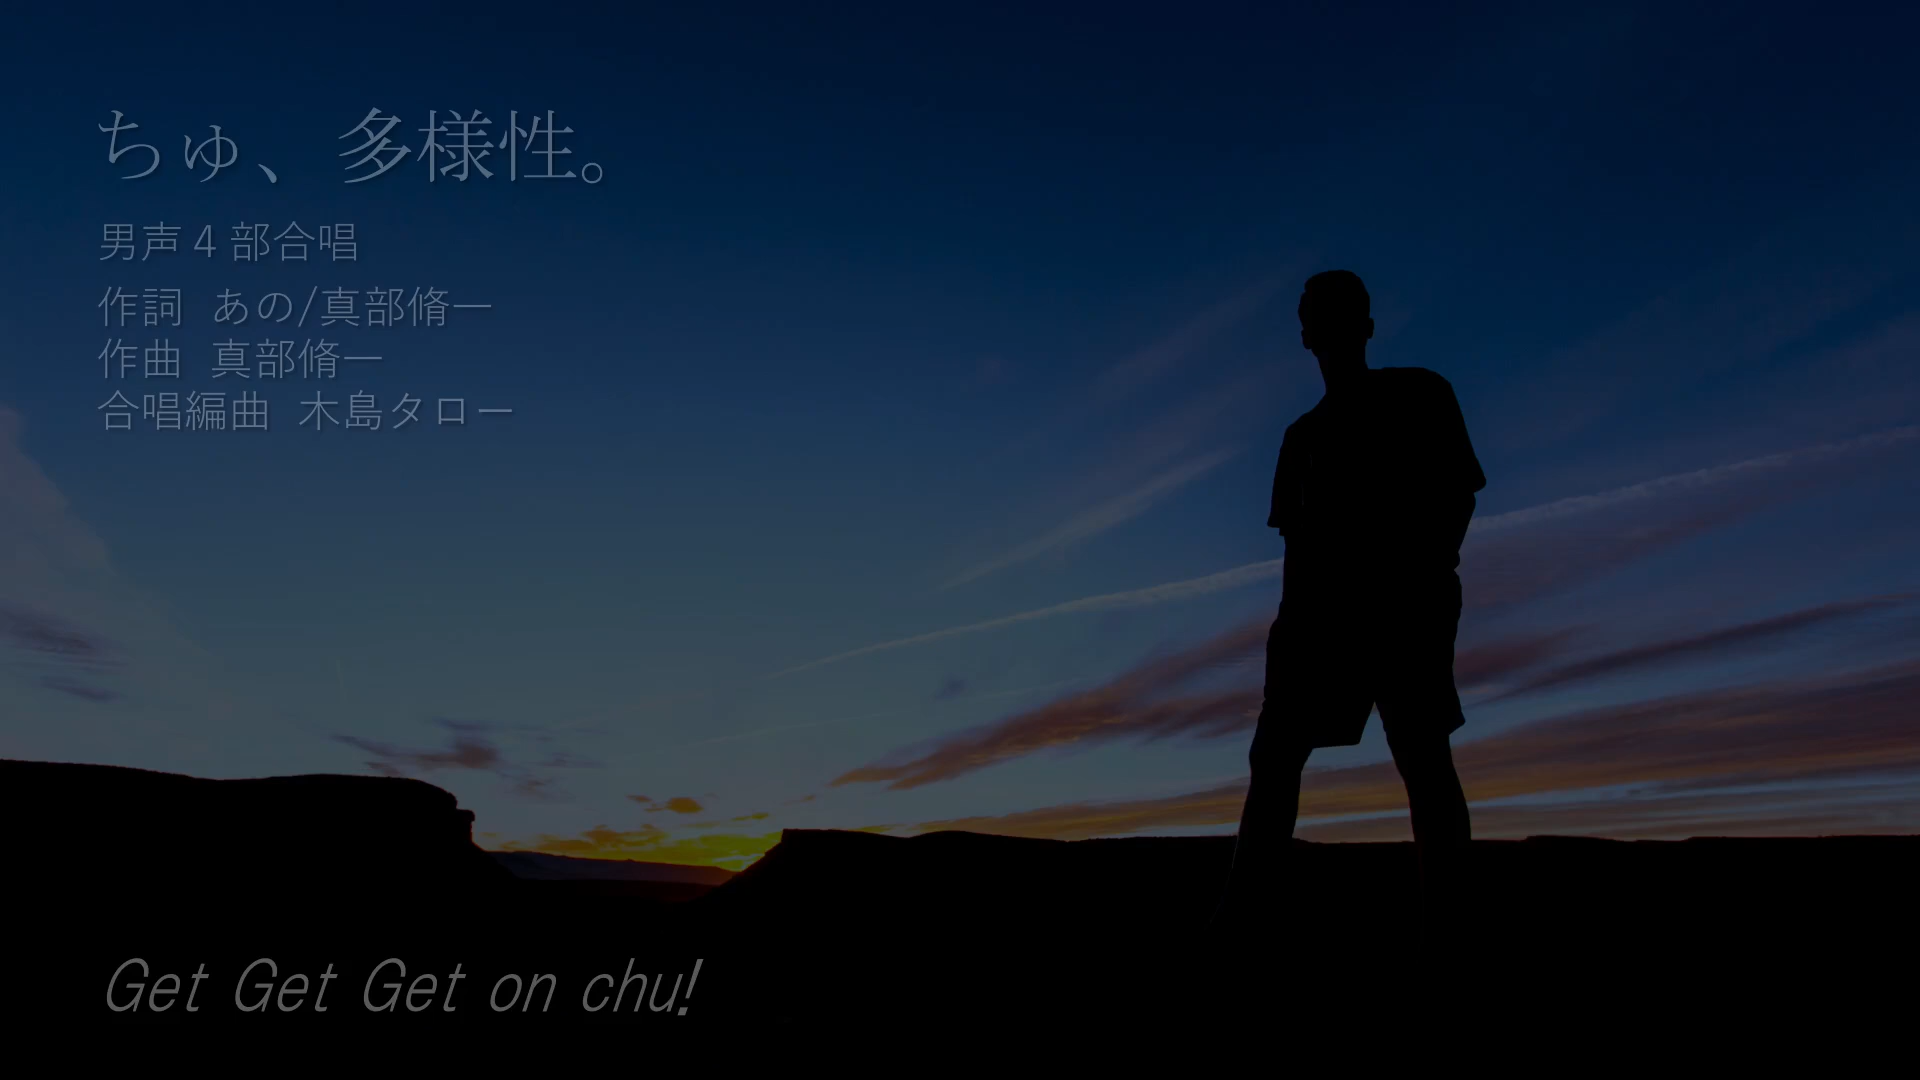 ちゅ、多様性。
男声４部合唱
作詞　あの/真部脩一
作曲　真部脩一
合唱編曲　木島タロー
Get Get Get on chu!